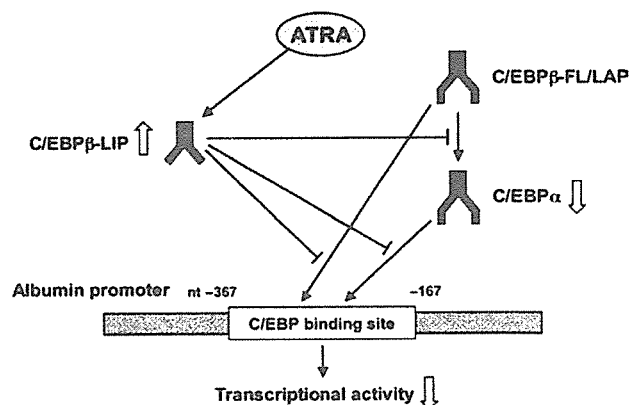 ATRA
C/EBPβ-FL/LAP
C/EBPβ-LIP
C/EBPα
Albumin promoter nt –367 –167
C/EBP binding site
Transcriptional activity